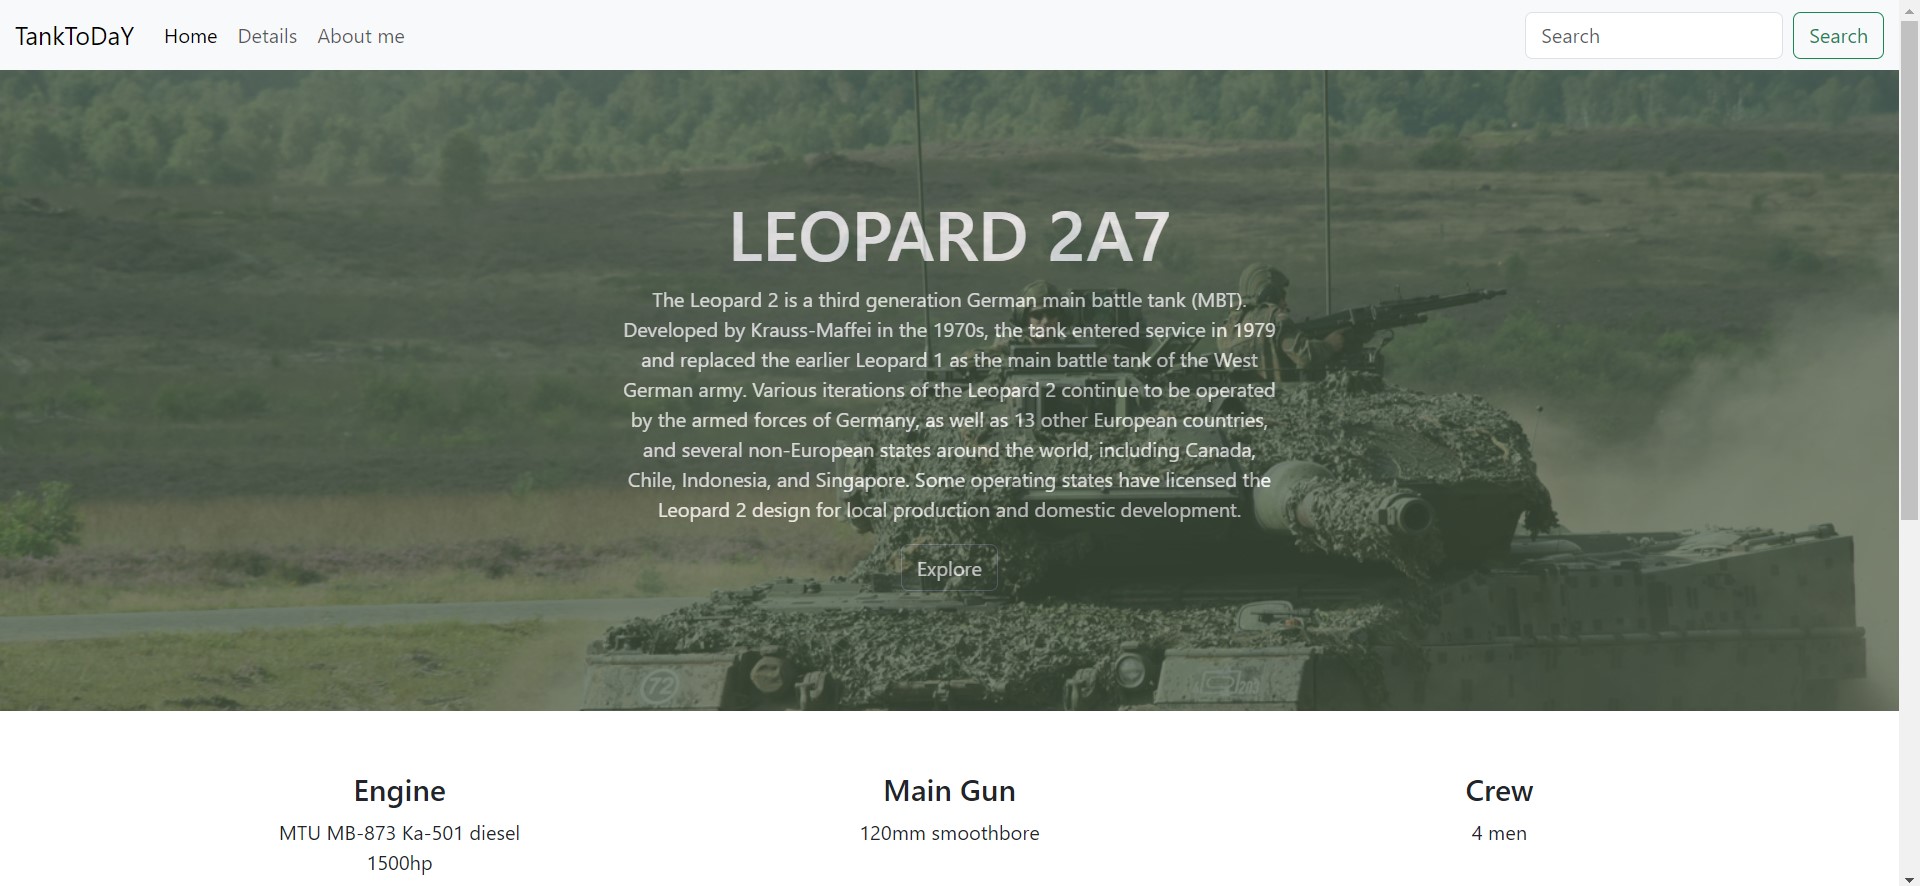 TankToDaY Home Details About me Search Search
LEOPARD 2A7
The Leopard 2 is a third generation German main battle tank (MBT).
Developed by Krauss-Maffei in the 1970s, the tank entered service in 1979
and replaced the earlier Leopard 1 as the main battle tank of the West
German army. Various iterations of the Leopard 2 continue to be operated
by the armed forces of Germany, as well as 13 other European countries,
and several non-European states around the world, including Canada,
Chile, Indonesia, and Singapore. Some operating states have licensed the
Leopard 2 design for local production and domestic development.
Explore
72
203
Engine Main Gun Crew
MTU MB-873 Ka-501 diesel 120mm smoothbore 4 men
1500hp